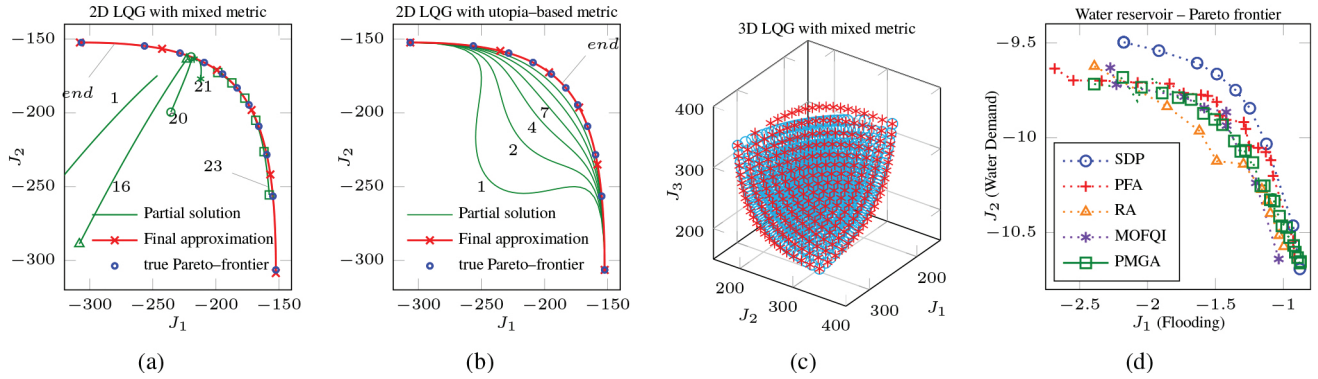 2D LQG with mixed metric
−150
−200
−250
−300
J2
−300
−250
−200
−150
J1
end
1
16
20
21
23
Partial solution
Final approximation
true Pareto–frontier
(a)
2D LQG with utopia–based metric
−150
−200
−250
−300
J2
−300
−250
−200
−150
J1
end
7
4
2
1
Partial solution
Final approximation
true Pareto–frontier
(b)
3D LQG with mixed metric
400
300
200
J3
200
300
400
J2
300
200
J1
(c)
Water reservoir – Pareto frontier
−9.5
−10
−10.5
J2 (Water Demand)
SDP
PFA
RA
MOFQI
PMGA
−2.5
−2
−1.5
−1
J1 (Flooding)
(d)